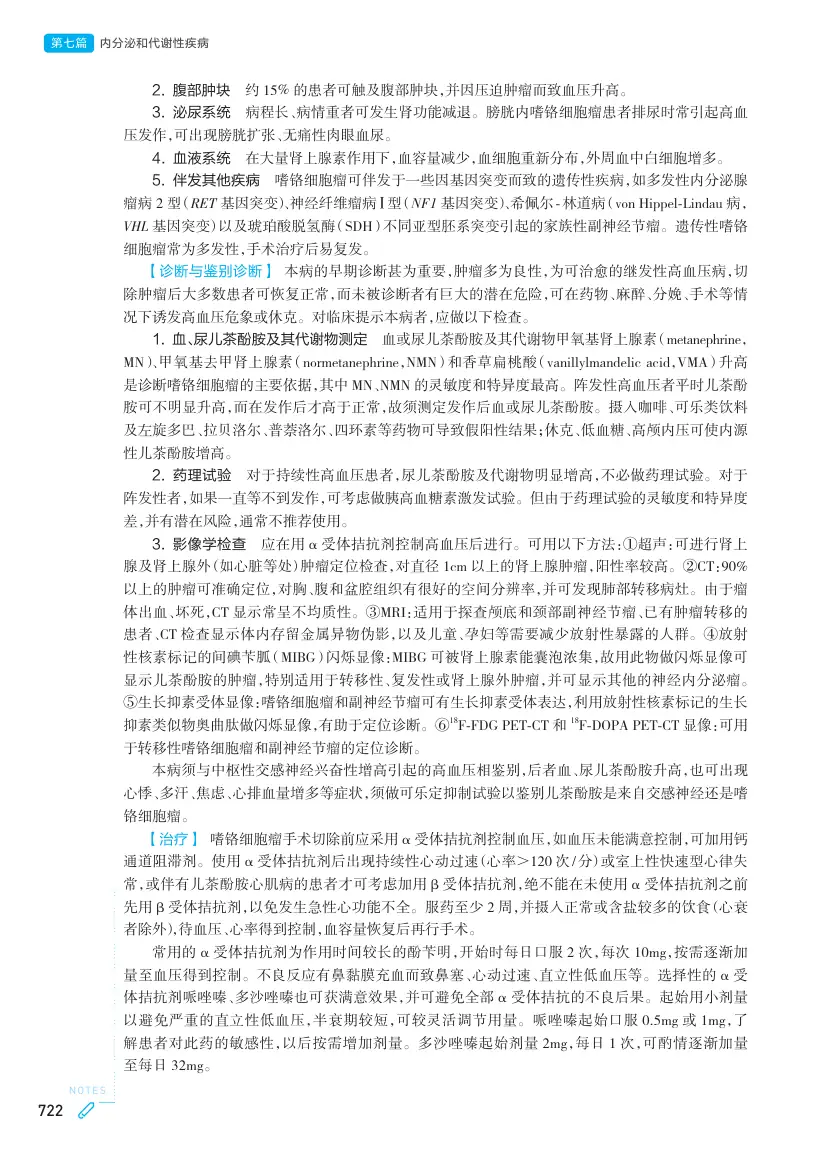 第七篇 内分泌和代谢性疾病
2. 腹部肿块 约 15% 的患者可触及腹部肿块,并因压迫肿瘤而致血压升高。
3. 泌尿系统 病程长、病情重者可发生肾功能减退。膀胱内嗜铬细胞瘤患者排尿时常引起高血
压发作,可出现膀胱扩张、无痛性肉眼血尿。
4. 血液系统 在大量肾上腺素作用下,血容量减少,血细胞重新分布,外周血中白细胞增多。
5. 伴发其他疾病 嗜铬细胞瘤可伴发于一些因基因突变而致的遗传性疾病,如多发性内分泌腺
瘤病 2 型(RET 基因突变)、神经纤维瘤病Ⅰ型(NF1 基因突变)、希佩尔-林道病(von Hippel-Lindau 病,
VHL 基因突变)以及琥珀酸脱氢酶(SDH)不同亚型胚系突变引起的家族性副神经节瘤。遗传性嗜铬
细胞瘤常为多发性,手术治疗后易复发。
【诊断与鉴别诊断】 本病的早期诊断甚为重要,肿瘤多为良性,为可治愈的继发性高血压病,切
除肿瘤后大多数患者可恢复正常,而未被诊断者有巨大的潜在危险,可在药物、麻醉、分娩、手术等情
况下诱发高血压危象或休克。对临床提示本病者,应做以下检查。
1. 血、尿儿茶酚胺及其代谢物测定 血或尿儿茶酚胺及其代谢物甲氧基肾上腺素(metanephrine,
MN)、甲氧基去甲肾上腺素(normetanephrine,NMN)和香草扁桃酸(vanillylmandelic acid,VMA)升高
是诊断嗜铬细胞瘤的主要依据,其中 MN、NMN 的灵敏度和特异度最高。阵发性高血压者平时儿茶酚
胺可不明显升高,而在发作后才高于正常,故须测定发作后血或尿儿茶酚胺。摄入咖啡、可乐类饮料
及左旋多巴、拉贝洛尔、普萘洛尔、四环素等药物可导致假阳性结果;休克、低血糖、高颅内压可使内源
性儿茶酚胺增高。
2. 药理试验 对于持续性高血压患者,尿儿茶酚胺及代谢物明显增高,不必做药理试验。对于
阵发性者,如果一直等不到发作,可考虑做胰高血糖素激发试验。但由于药理试验的灵敏度和特异度
差,并有潜在风险,通常不推荐使用。
3. 影像学检查 应在用 α 受体拮抗剂控制高血压后进行。可用以下方法:①超声:可进行肾上
腺及肾上腺外(如心脏等处)肿瘤定位检查,对直径 1cm 以上的肾上腺肿瘤,阳性率较高。②CT:90%
以上的肿瘤可准确定位,对胸、腹和盆腔组织有很好的空间分辨率,并可发现肺部转移病灶。由于瘤
体出血、坏死,CT 显示常呈不均质性。③MRI:适用于探查颅底和颈部副神经节瘤、已有肿瘤转移的
患者、CT 检查显示体内存留金属异物伪影,以及儿童、孕妇等需要减少放射性暴露的人群。④放射
性核素标记的间碘苄胍(MIBG)闪烁显像:MIBG 可被肾上腺素能囊泡浓集,故用此物做闪烁显像可
显示儿茶酚胺的肿瘤,特别适用于转移性、复发性或肾上腺外肿瘤,并可显示其他的神经内分泌瘤。
⑤生长抑素受体显像:嗜铬细胞瘤和副神经节瘤可有生长抑素受体表达,利用放射性核素标记的生长
抑素类似物奥曲肽做闪烁显像,有助于定位诊断。⑥¹⁸F-FDG PET-CT 和 ¹⁸F-DOPA PET-CT 显像:可用
于转移性嗜铬细胞瘤和副神经节瘤的定位诊断。
本病须与中枢性交感神经兴奋性增高引起的高血压相鉴别,后者血、尿儿茶酚胺升高,也可出现
心悸、多汗、焦虑、心排血量增多等症状,须做可乐定抑制试验以鉴别儿茶酚胺是来自交感神经还是嗜
铬细胞瘤。
【治疗】 嗜铬细胞瘤手术切除前应采用 α 受体拮抗剂控制血压,如血压未能满意控制,可加用钙
通道阻滞剂。使用 α 受体拮抗剂后出现持续性心动过速(心率>120 次/分)或室上性快速型心律失
常,或伴有儿茶酚胺心肌病的患者才可考虑加用 β 受体拮抗剂,绝不能在未使用 α 受体拮抗剂之前
先用 β 受体拮抗剂,以免发生急性心功能不全。服药至少 2 周,并摄入正常或含盐较多的饮食(心衰
者除外),待血压、心率得到控制,血容量恢复后再行手术。
常用的 α 受体拮抗剂为作用时间较长的酚苄明,开始时每日口服 2 次,每次 10mg,按需逐渐加
量至血压得到控制。不良反应有鼻黏膜充血而致鼻塞、心动过速、直立性低血压等。选择性的 α 受
体拮抗剂哌唑嗪、多沙唑嗪也可获满意效果,并可避免全部 α 受体拮抗的不良后果。起始用小剂量
以避免严重的直立性低血压,半衰期较短,可较灵活调节用量。哌唑嗪起始口服 0.5mg 或 1mg,了
解患者对此药的敏感性,以后按需增加剂量。多沙唑嗪起始剂量 2mg,每日 1 次,可酌情逐渐加量
至每日 32mg。
NOTES
722